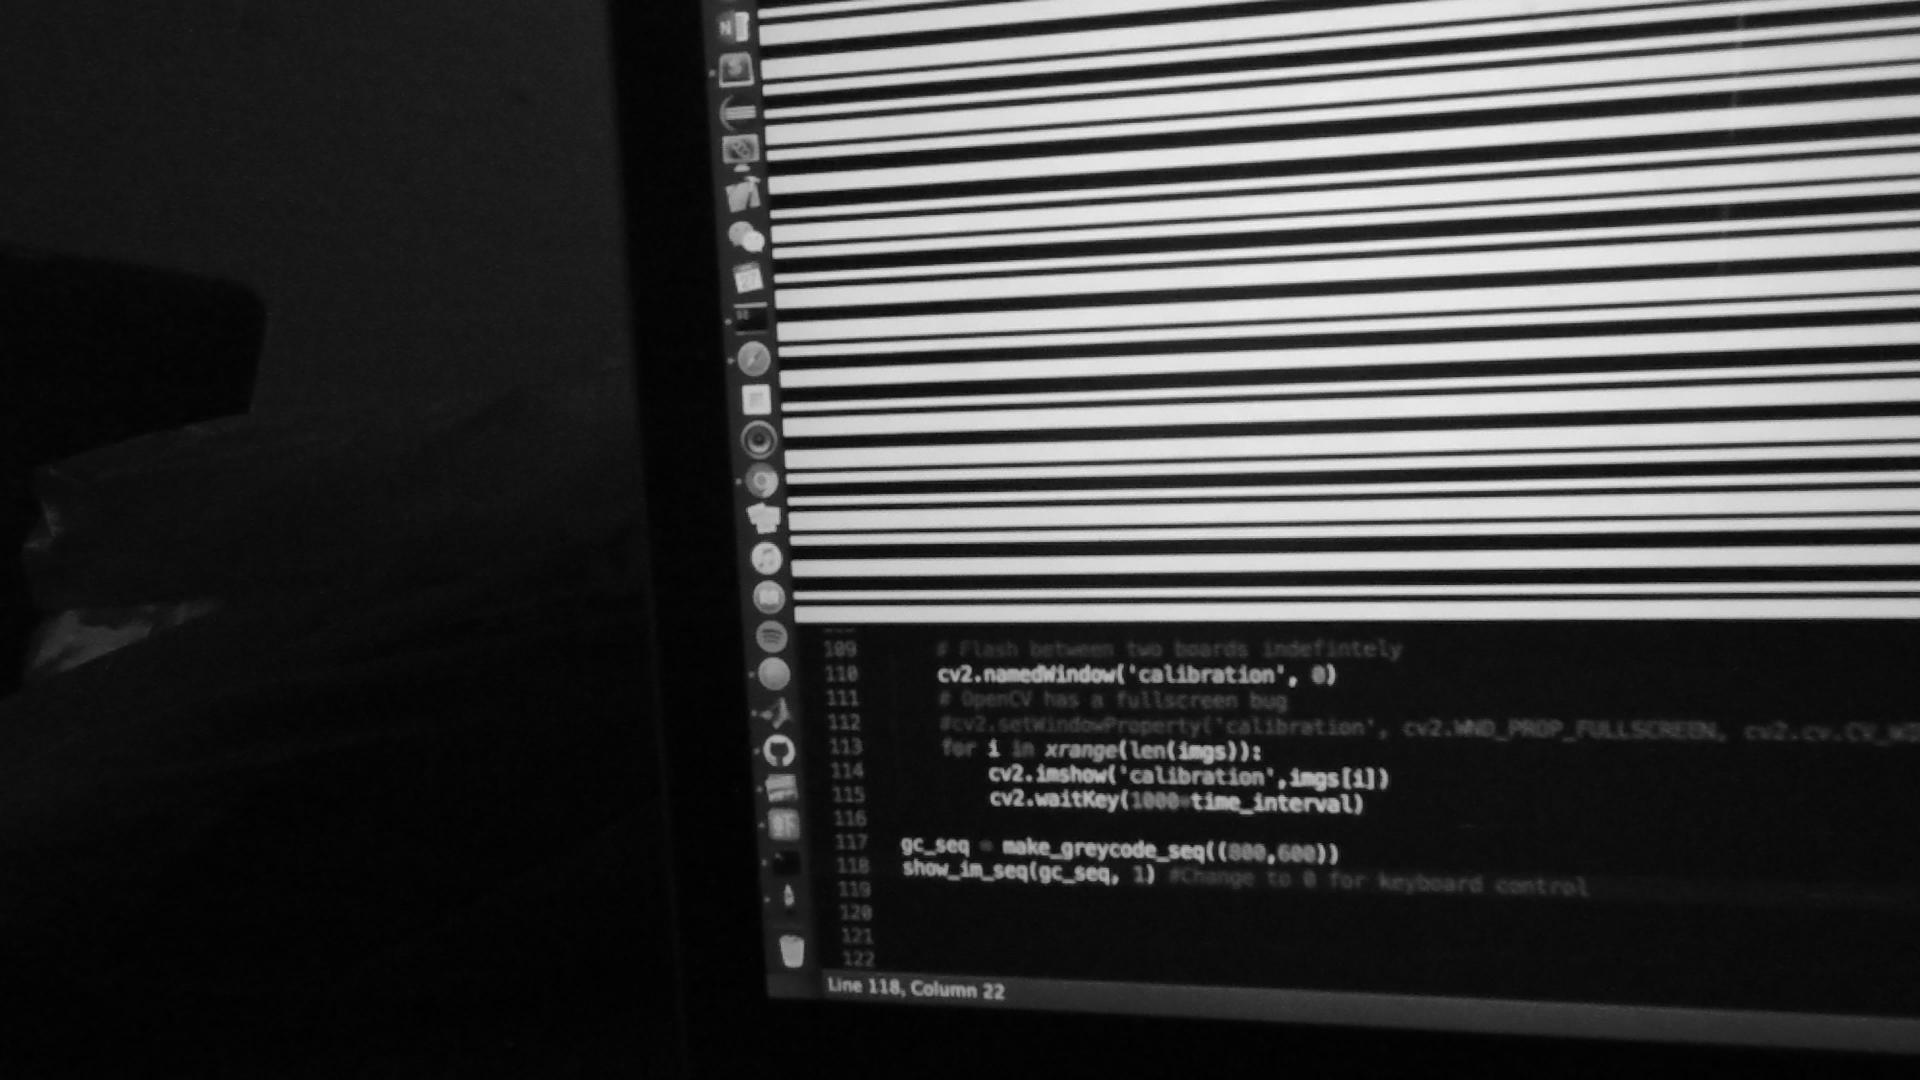 109 # Flash between two boards indefintely
110 cv2.namedWindow('calibration', 0)
111 # OpenCV has a fullscreen bug
112 #cv2.setWindowProperty('calibration', cv2.WND_PROP_FULLSCREEN, cv2.cv.CV_WI
113 for i in xrange(len(imgs)):
114 cv2.imshow('calibration',imgs[i])
115 cv2.waitKey(1000*time_interval)
116
117 gc_seq = make_greycode_seq((800,600))
118 show_im_seq(gc_seq, 1) #Change to 0 for keyboard control
119
120
121
122
Line 118, Column 22